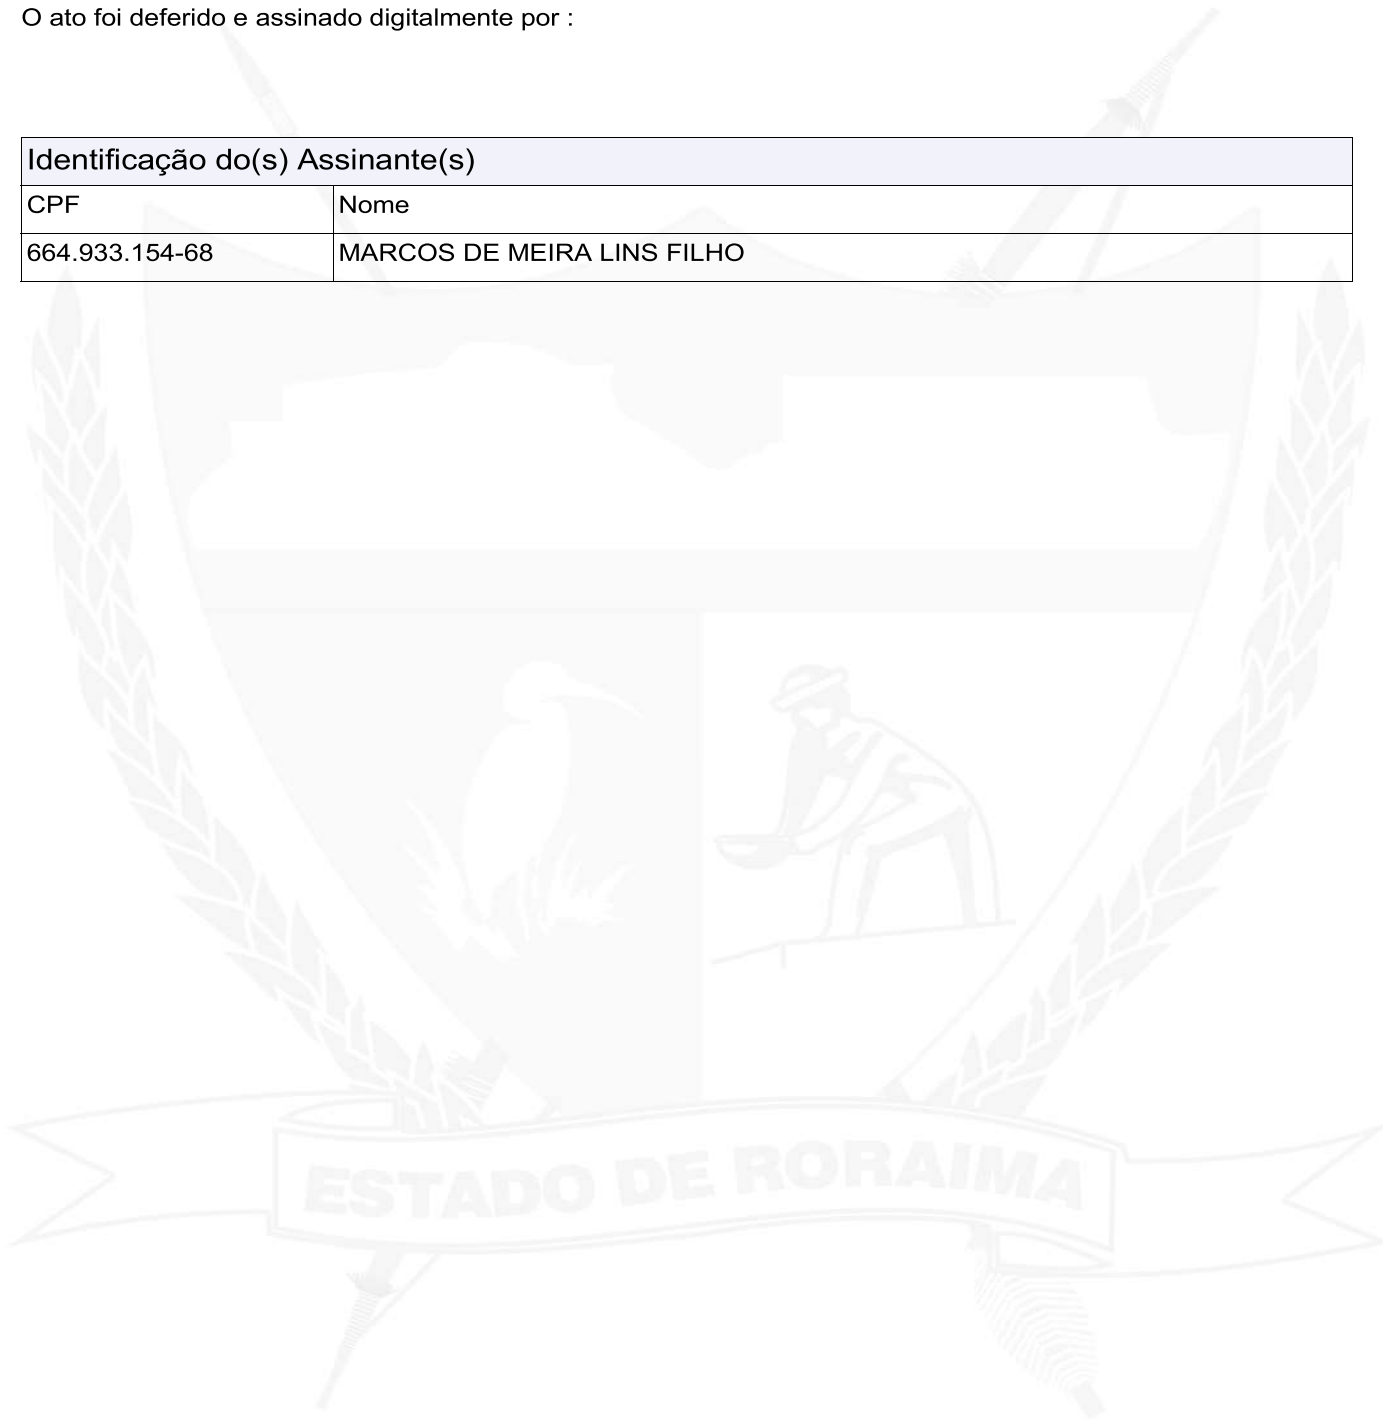 O ato foi deferido e assinado digitalmente por :
Identificação do(s) Assinante(s)
CPF Nome
664.933.154-68 MARCOS DE MEIRA LINS FILHO
ESTADO DE RORAIMA